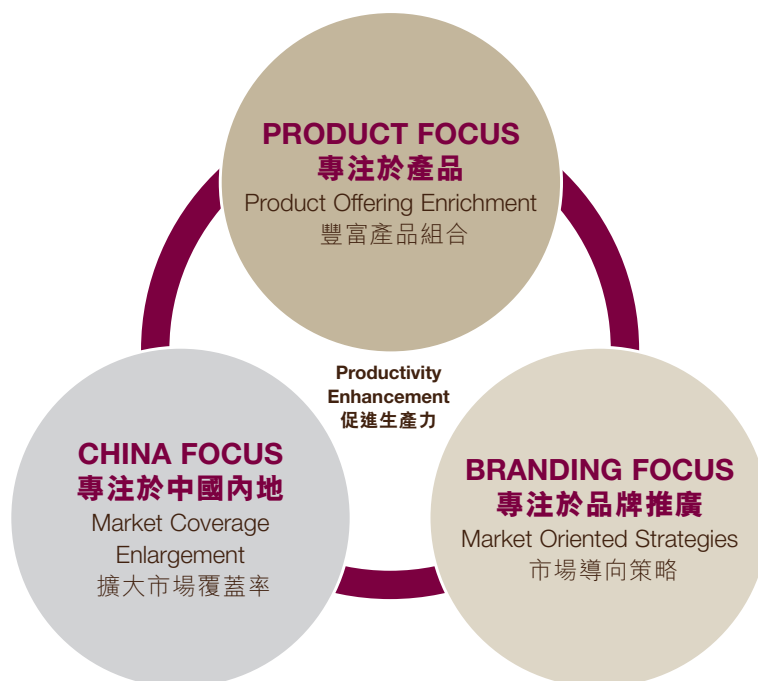 PRODUCT FOCUS
專注於產品
Product Offering Enrichment
豐富產品組合
Productivity
Enhancement
促進生產力
CHINA FOCUS
專注於中國內地
Market Coverage
Enlargement
擴大市場覆蓋率
BRANDING FOCUS
專注於品牌推廣
Market Oriented Strategies
市場導向策略